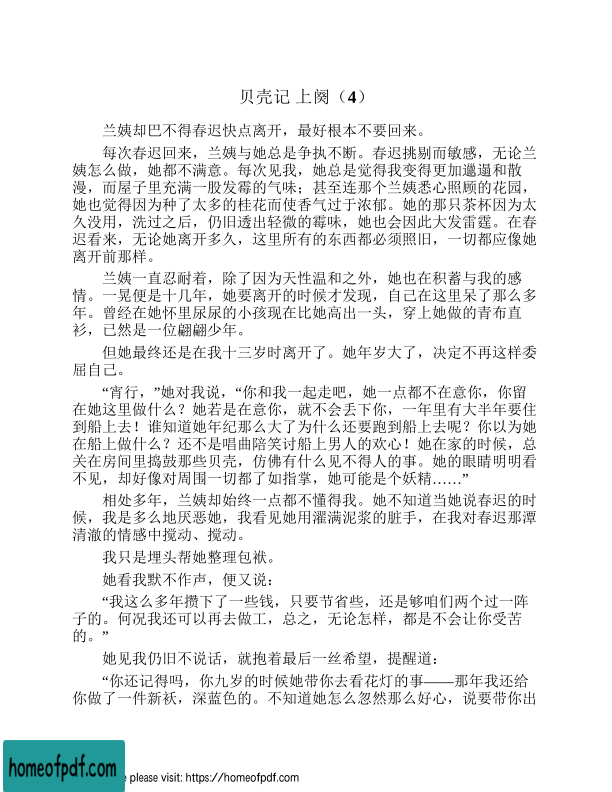 贝壳记 上阕（4）
兰姨却巴不得春迟快点离开，最好根本不要回来。
每次春迟回来，兰姨与她总是争执不断。春迟挑剔而敏感，无论兰
姨怎么做，她都不满意。每次见我，她总是觉得我变得更加邋遢和散
漫，而屋子里充满一股发霉的气味；甚至连那个兰姨悉心照顾的花园，
她也觉得因为种了太多的桂花而使香气过于浓郁。她的那只茶杯因为太
久没用，洗过之后，仍旧透出轻微的霉味，她也会因此大发雷霆。在春
迟看来，无论她离开多久，这里所有的东西都必须照旧，一切都应像她
离开前那样。
兰姨一直忍耐着，除了因为天性温和之外，她也在积蓄与我的感
情。一晃便是十几年，她要离开的时候才发现，自己在这里呆了那么多
年。曾经在她怀里尿尿的小孩现在比她高出一头，穿上她做的青布直
衫，已然是一位翩翩少年。
但她最终还是在我十三岁时离开了。她年岁大了，决定不再这样委
屈自己。
“宵行，”她对我说，“你和我一起走吧，她一点都不在意你，你留
在她这里做什么？她若是在意你，就不会丢下你，一年里有大半年要住
到船上去！谁知道她年纪那么大了为什么还要跑到船上去呢？你以为她
在船上做什么？还不是唱曲陪笑讨船上男人的欢心！她在家的时候，总
关在房间里捣鼓那些贝壳，仿佛有什么见不得人的事。她的眼睛明明看
不见，却好像对周围一切都了如指掌，她可能是个妖精……”
相处多年，兰姨却始终一点都不懂得我。她不知道当她说春迟的时
候，我是多么地厌恶她，我看见她用濯满泥浆的脏手，在我对春迟那潭
清澈的情感中搅动、搅动。
我只是埋头帮她整理包袱。
她看我默不作声，便又说：
“我这么多年攒下了一些钱，只要节省些，还是够咱们两个过一阵
子的。何况我还可以再去做工，总之，无论怎样，都是不会让你受苦
的。”
她见我仍旧不说话，就抱着最后一丝希望，提醒道：
“你还记得吗，你九岁的时候她带你去看花灯的事——那年我还给
你做了一件新袄，深蓝色的。不知道她怎么忽然那么好心，说要带你出
homeofpdf.com
e please visit: https://homeofpdf.com